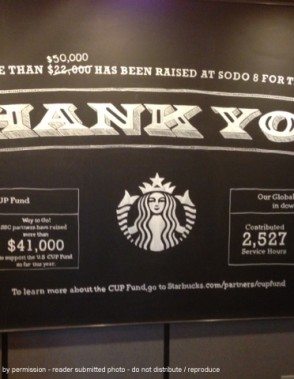 $50,000
E THAN $22,000 HAS BEEN RAISED AT SODO 8 FOR T
HANK YO
UP Fund
Way to Go!
SBC partners have raised
more than
$41,000
to support the U.S CUP Fund
so far this year.
Our Global
in dow
Contributed
2,527
Service Hours
To learn more about the CUP Fund, go to Starbucks.com/partners/cupfund
by permission - reader submitted photo - do not distribute / reproduce